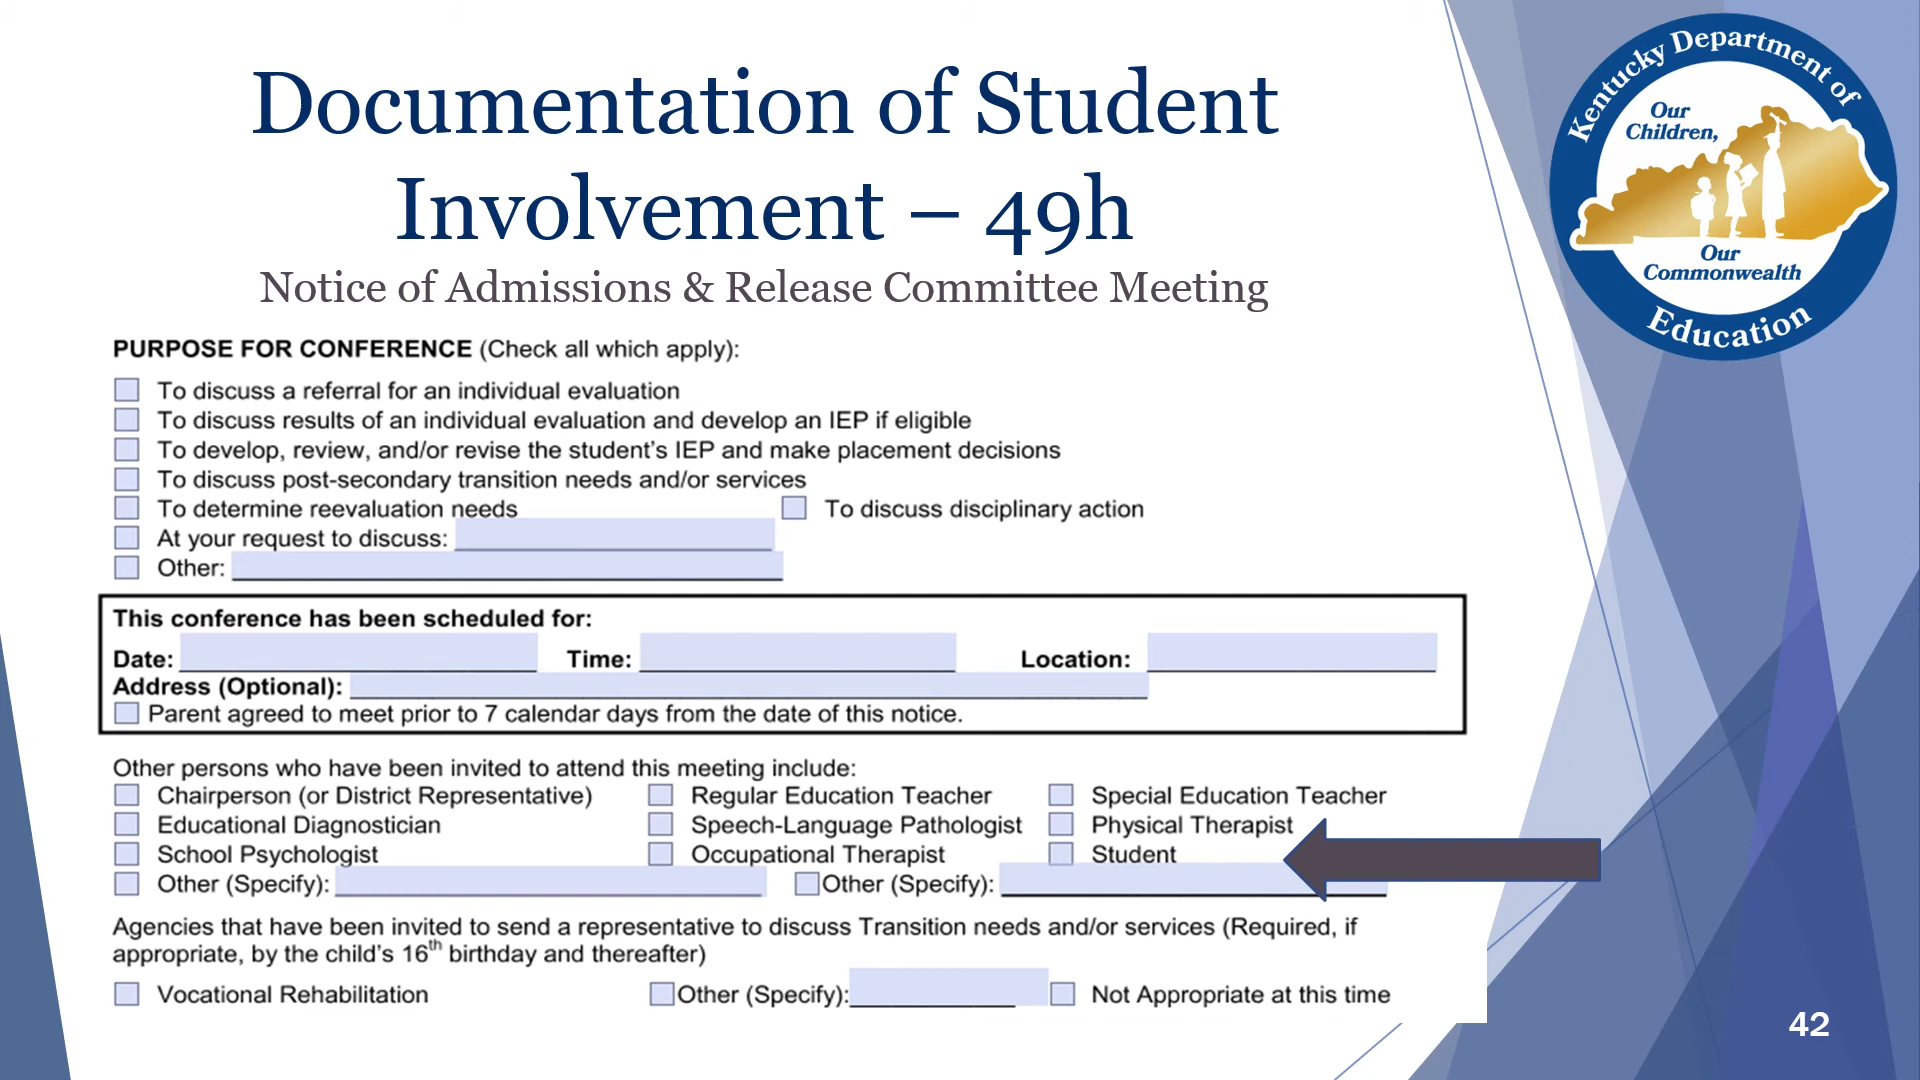 Documentation of Student
Involvement – 49h
Notice of Admissions & Release Committee Meeting
Kentucky Department of
Our
Children,
Our
Commonwealth
Education
PURPOSE FOR CONFERENCE (Check all which apply):
To discuss a referral for an individual evaluation
To discuss results of an individual evaluation and develop an IEP if eligible
To develop, review, and/or revise the student's IEP and make placement decisions
To discuss post-secondary transition needs and/or services
To determine reevaluation needs To discuss disciplinary action
At your request to discuss:
Other:
This conference has been scheduled for:
Date: Time: Location:
Address (Optional):
Parent agreed to meet prior to 7 calendar days from the date of this notice.
Other persons who have been invited to attend this meeting include:
Chairperson (or District Representative) Regular Education Teacher Special Education Teacher
Educational Diagnostician Speech-Language Pathologist Physical Therapist
School Psychologist Occupational Therapist Student
Other (Specify): Other (Specify):
Agencies that have been invited to send a representative to discuss Transition needs and/or services (Required, if
appropriate, by the child's 16th birthday and thereafter)
Vocational Rehabilitation Other (Specify): Not Appropriate at this time
42